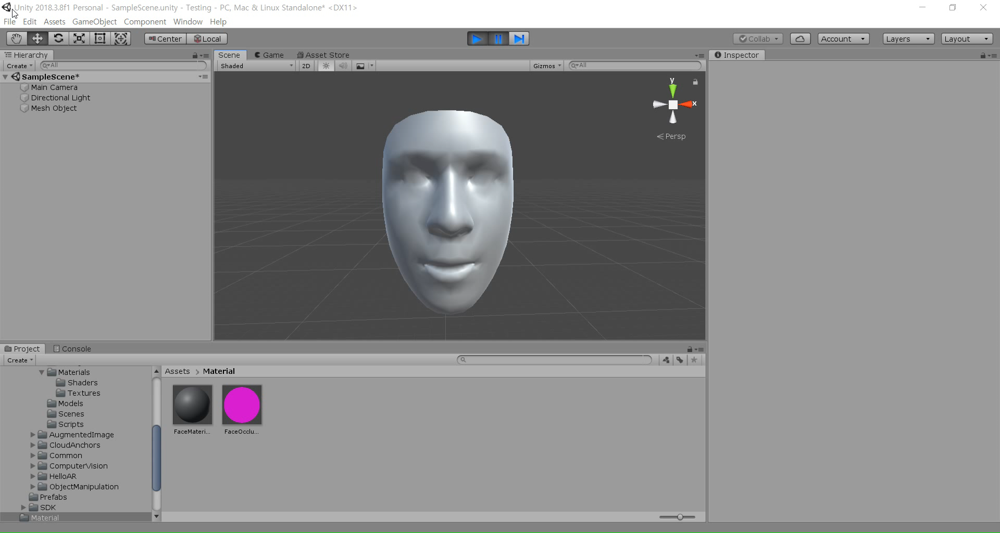 Unity 2018.3.8f1 Personal - SampleScene.unity - Testing - PC, Mac & Linux Standalone* <DX11>
File Edit Assets GameObject Component Window Help
Center Local Collab Account Layers Layout
Hierarchy
Create All
SampleScene*
Main Camera
Directional Light
Mesh Object
Scene Game Asset Store
Shaded 2D Gizmos All
y
x
Persp
Inspector
Project Console
Create
Materials
Shaders
Textures
Models
Scenes
Scripts
AugmentedImage
CloudAnchors
Common
ComputerVision
HelloAR
ObjectManipulation
Prefabs
SDK
Material
Assets > Material
FaceMateri... FaceOcclu...